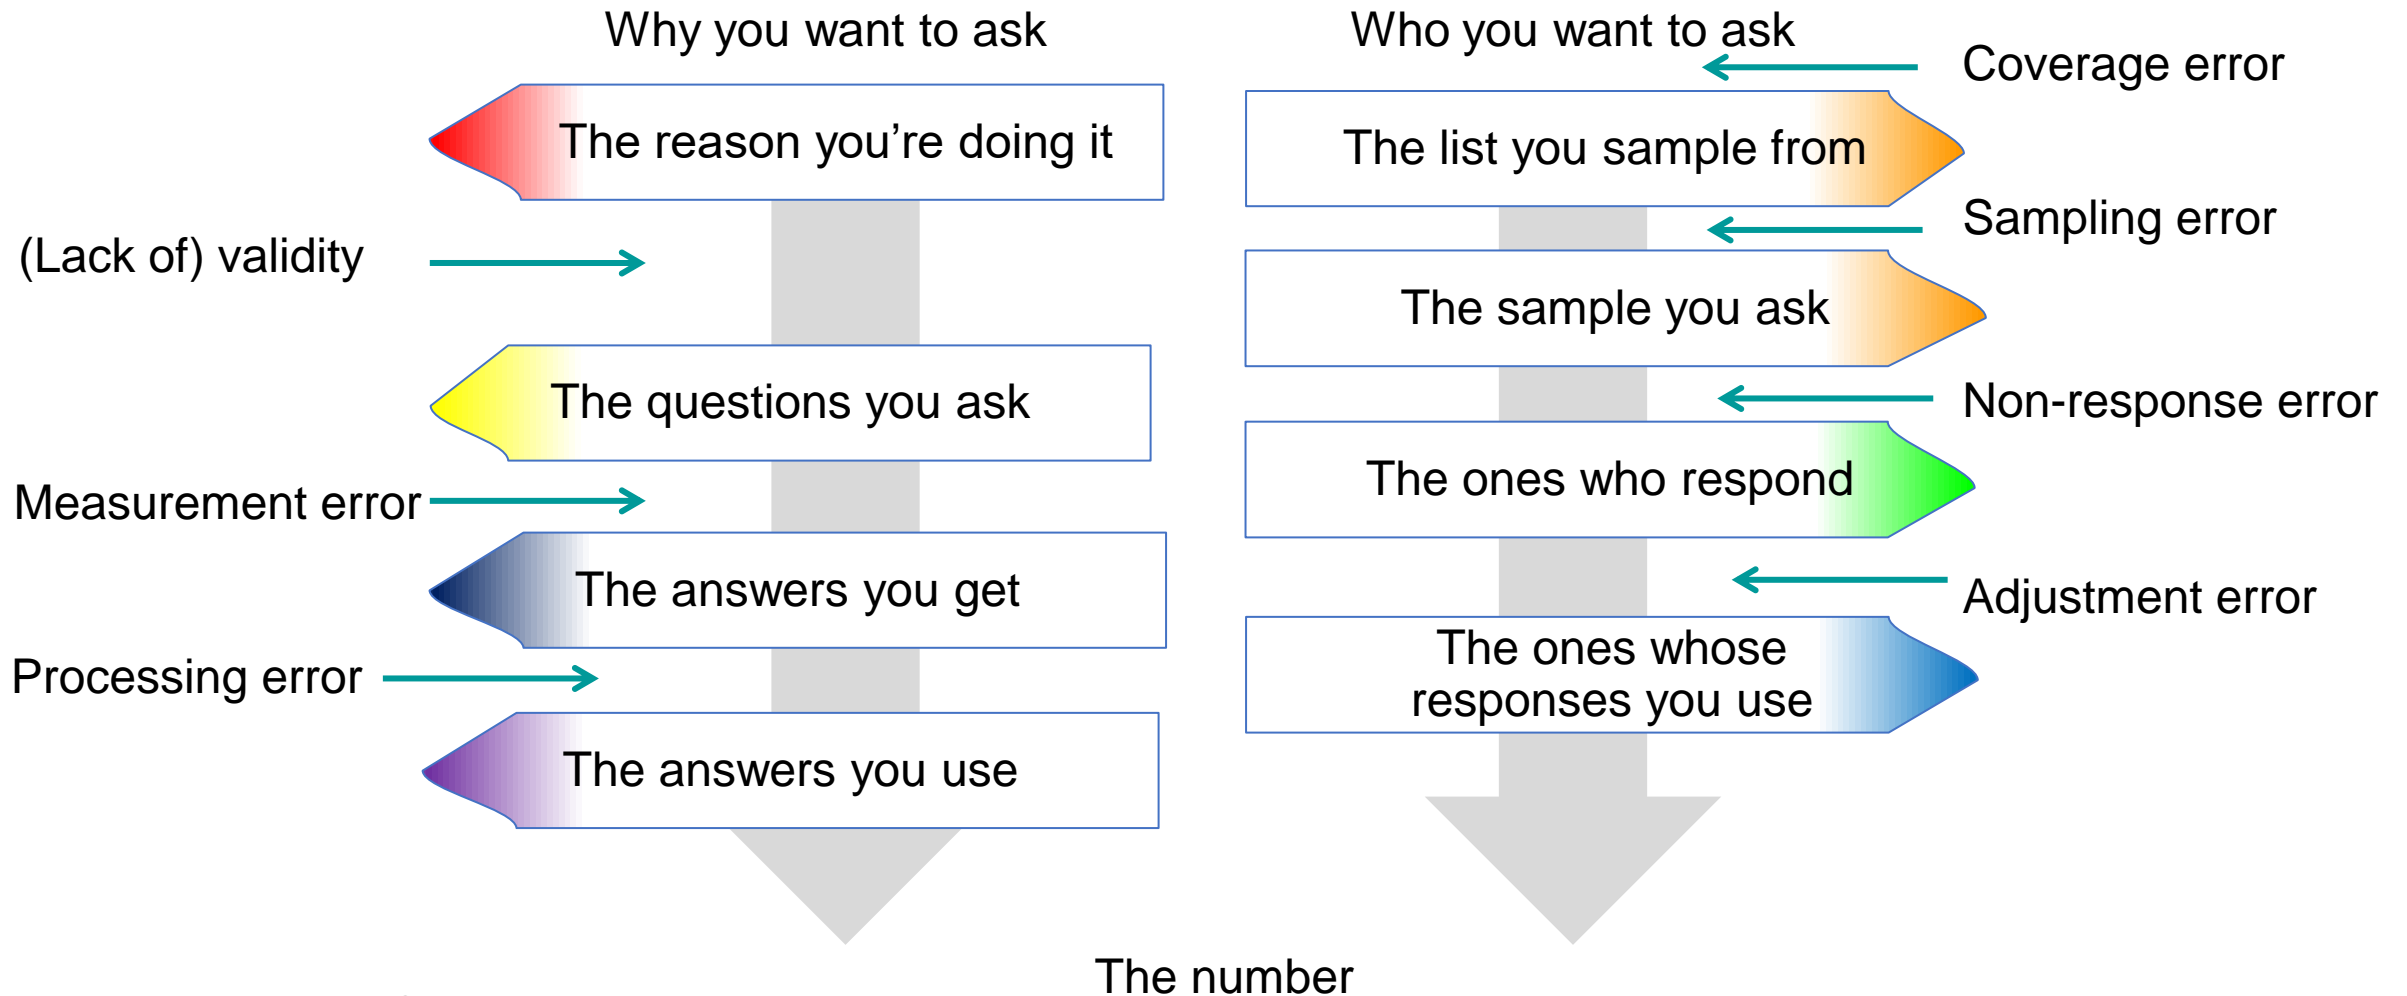 Why you want to ask
The reason you’re doing it
(Lack of) validity
The questions you ask
Measurement error
The answers you get
Processing error
The answers you use
Who you want to ask
Coverage error
The list you sample from
Sampling error
The sample you ask
Non-response error
The ones who respond
Adjustment error
The ones whose
responses you use
The number